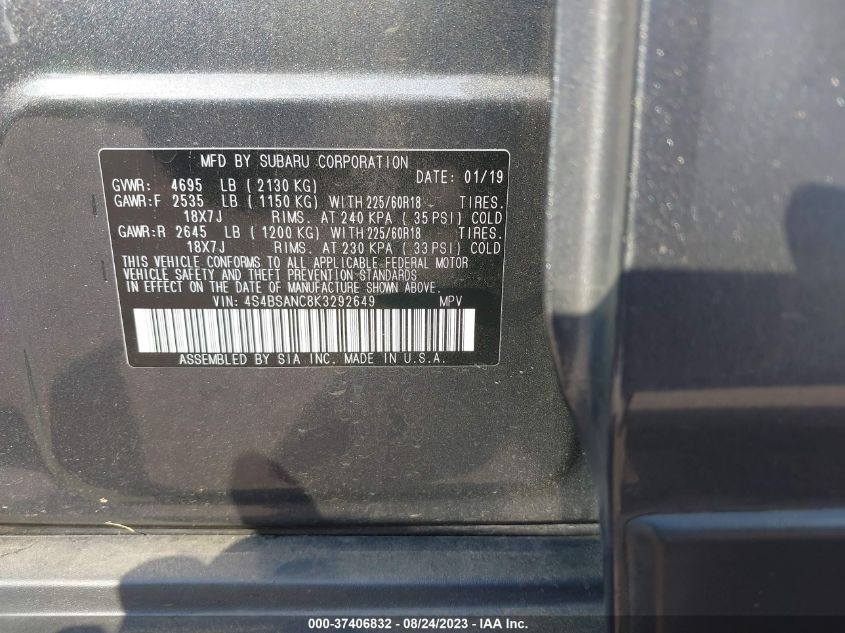 MFD BY SUBARU CORPORATION
GVWR: 4695 LB ( 2130 KG) DATE: 01/19
GAWR:F 2535 LB ( 1150 KG) WITH 225/60R18 TIRES.
18X7J RIMS. AT 240 KPA ( 35 PSI) COLD
GAWR:R 2645 LB ( 1200 KG) WITH 225/60R18 TIRES.
18X7J RIMS. AT 230 KPA ( 33 PSI) COLD
THIS VEHICLE CONFORMS TO ALL APPLICABLE FEDERAL MOTOR
VEHICLE SAFETY AND THEFT PREVENTION STANDARDS
IN EFFECT ON THE DATE OF MANUFACTURE SHOWN ABOVE.
VIN: 4S4BSANC8K3292649 MPV
ASSEMBLED BY SIA INC. MADE IN U.S.A.
000-37406832 - 08/24/2023 - IAA Inc.